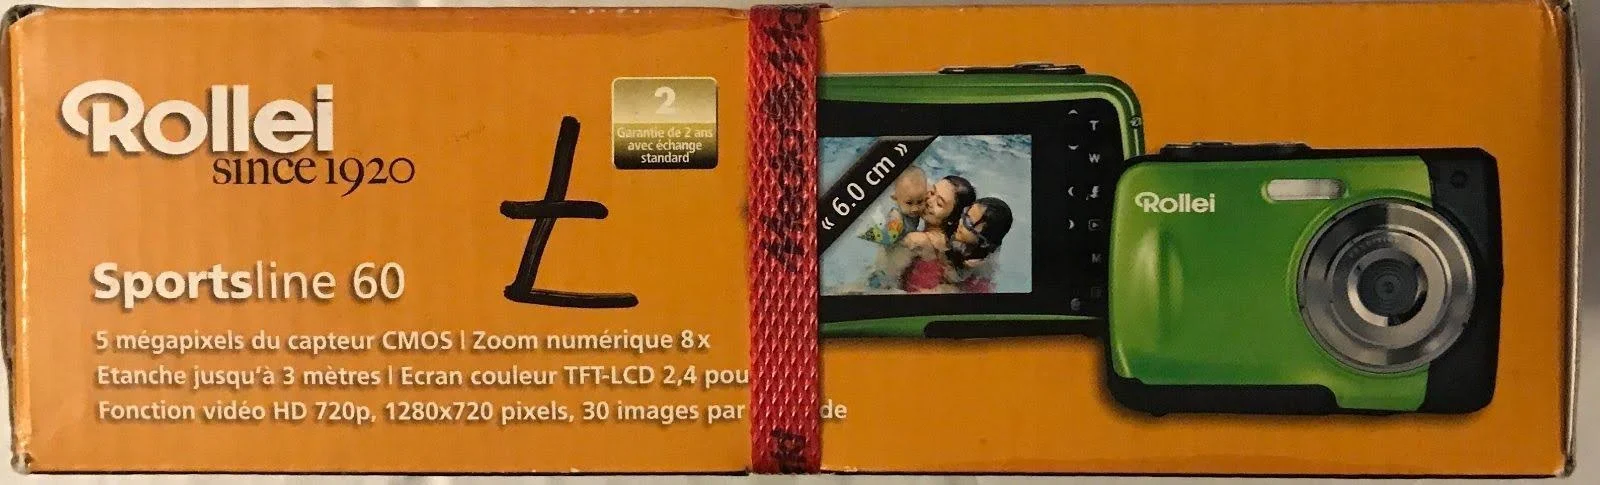 Rollei
since 1920
2
Garantie de 2 ans
avec échange
standard
Sportsline 60
5 mégapixels du capteur CMOS | Zoom numérique 8x
Etanche jusqu'à 3 mètres | Ecran couleur TFT-LCD 2,4
Fonction vidéo HD 720p, 1280x720 pixels, 30 images par
« 6.0 cm »
T
W
M
Rollei